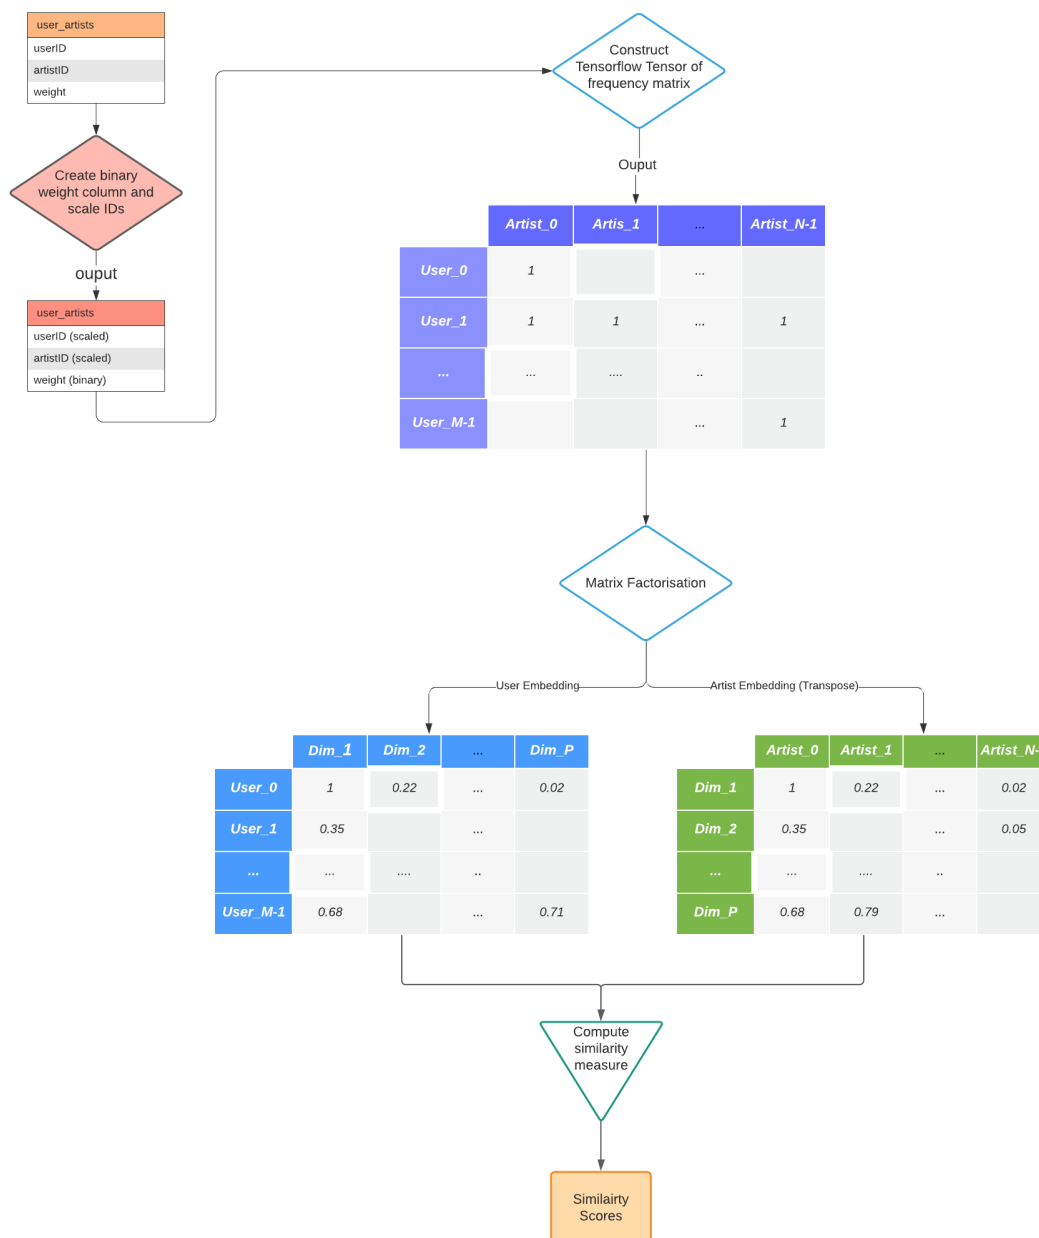 user_artists
userID
artistID
weight
Create binary
weight column and
scale IDs
ouput
user_artists
userID (scaled)
artistID (scaled)
weight (binary)
Construct
Tensorflow Tensor of
frequency matrix
Ouput
Artist_0 Artis_1 ... Artist_N-1
User_0 1 ...
User_1 1 1 ... 1
... ... .... ..
User_M-1 ... 1
Matrix Factorisation
User Embedding
Artist Embedding (Transpose)
Dim_1 Dim_2 ... Dim_P
User_0 1 0.22 ... 0.02
User_1 0.35 ...
... ... .... ..
User_M-1 0.68 ... 0.71
Artist_0 Artist_1 ... Artist_N-
Dim_1 1 0.22 ... 0.02
Dim_2 0.35 ... 0.05
... ... .... ..
Dim_P 0.68 0.79 ...
Compute
similarity
measure
Similairty
Scores